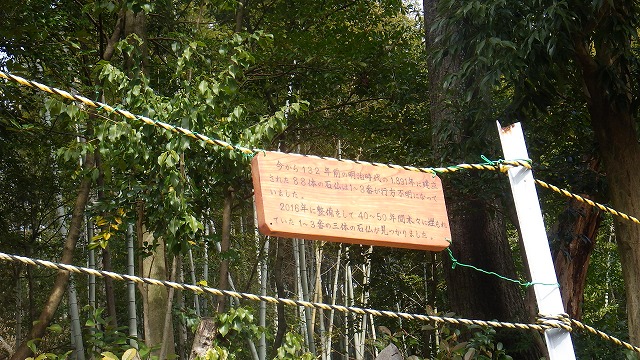 今から132年前の明治時代の1,891年に建立
された88体の石仏は1~3番が行方不明になって
いました。
2016年に整備をして40~50年間木々に埋もれ
ていた1~3番の三体の石仏が見つかりました。